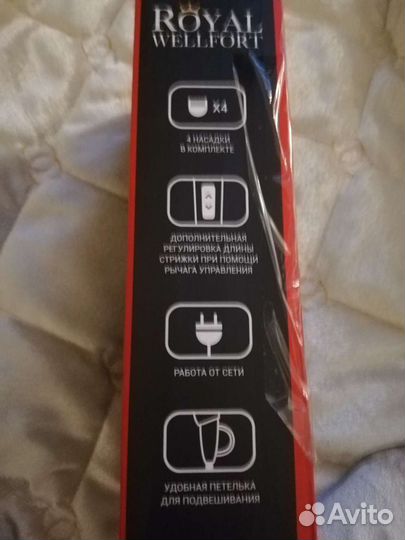 ROYAL
WELLFORT
X4
4 НАСАДКИ
В КОМПЛЕКТЕ
ДОПОЛНИТЕЛЬНАЯ
РЕГУЛИРОВКА ДЛИНЫ
СТРИЖКИ ПРИ ПОМОЩИ
РЫЧАГА УПРАВЛЕНИЯ
РАБОТА ОТ СЕТИ
УДОБНАЯ ПЕТЕЛЬКА
ДЛЯ ПОДВЕШИВАНИЯ
Avito